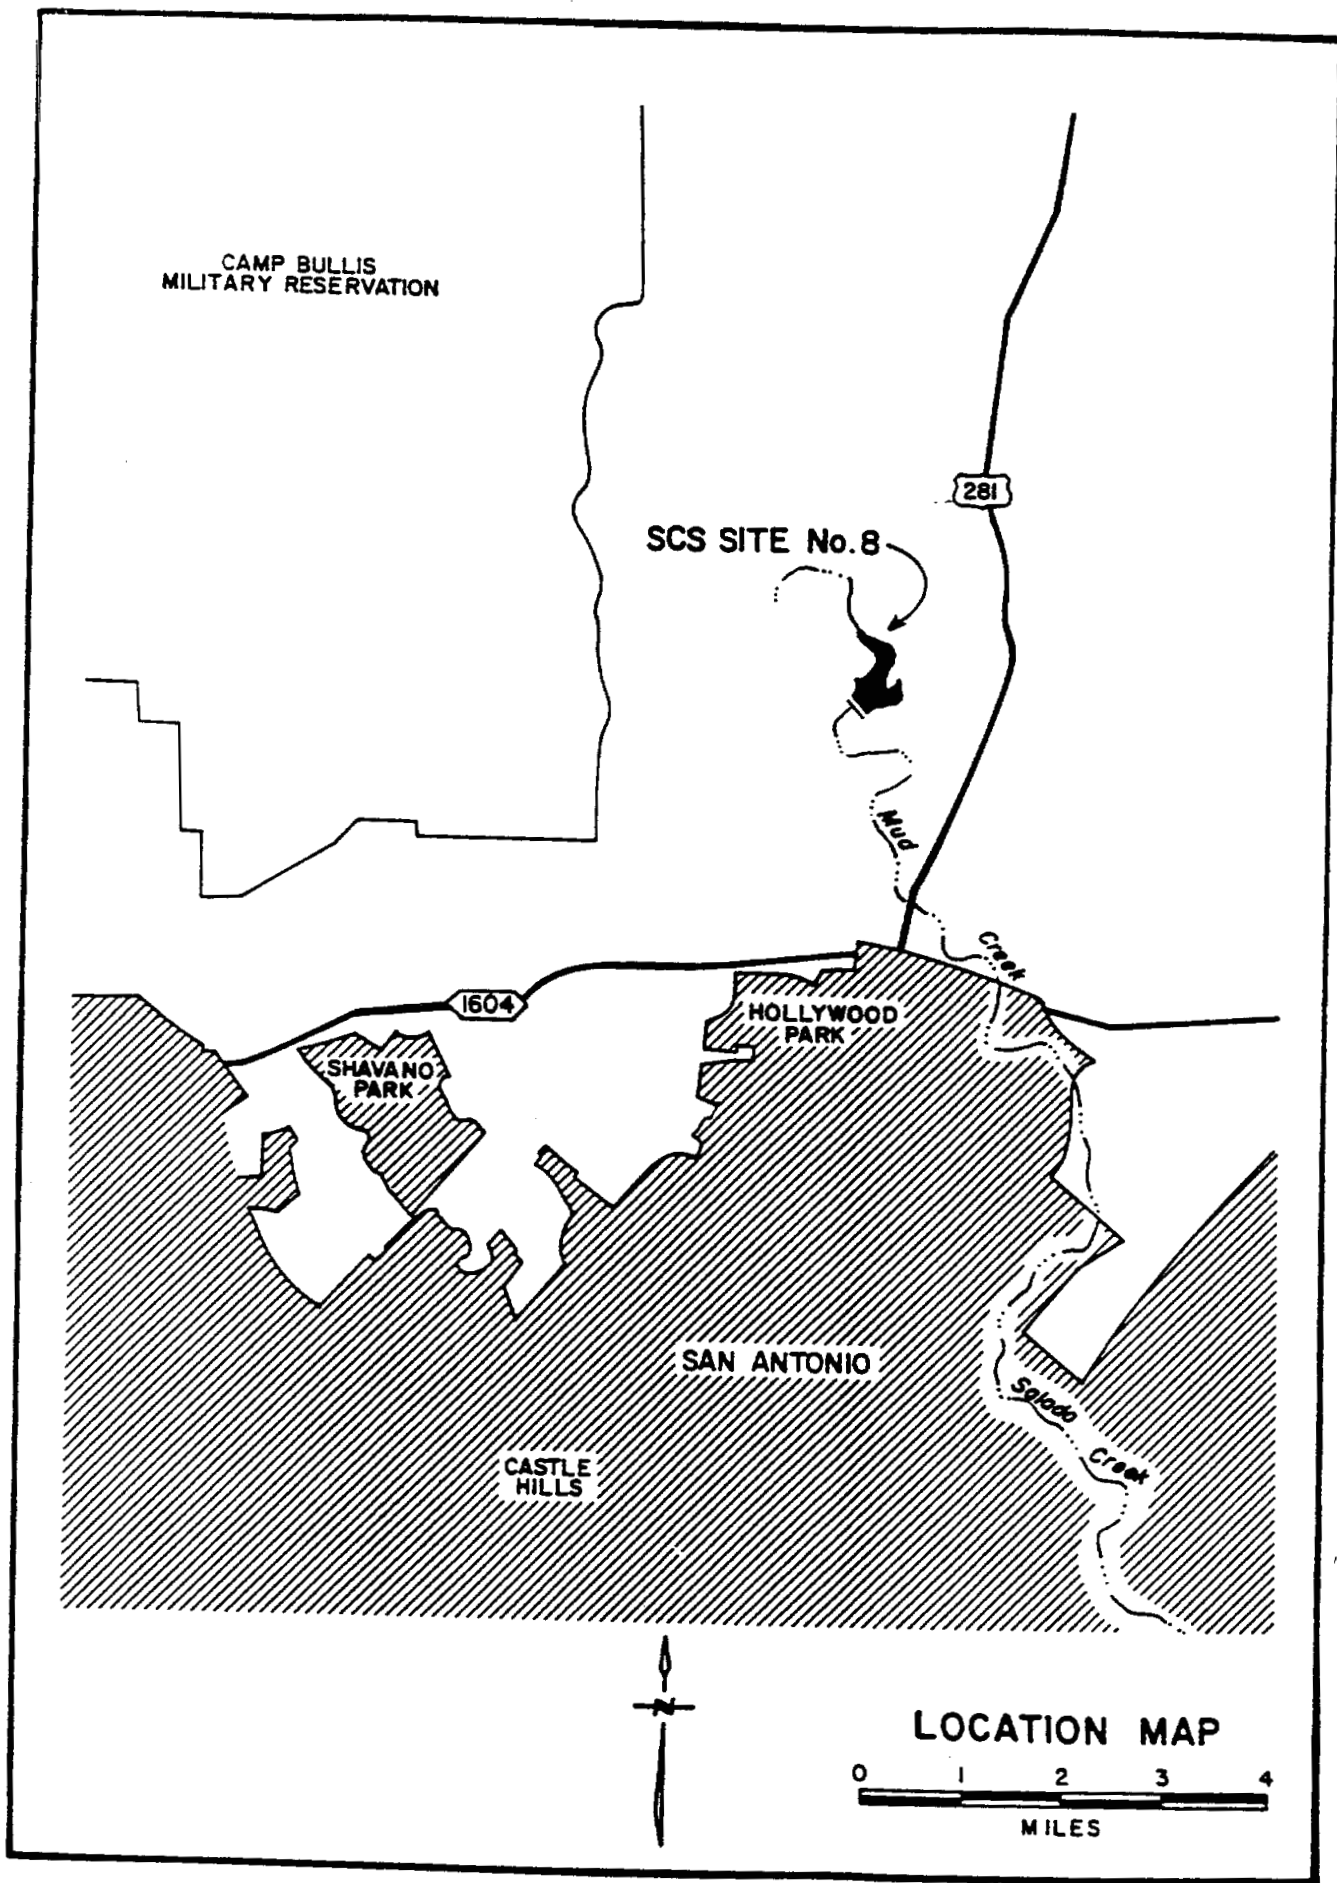 CAMP BULLIS
MILITARY RESERVATION
281
SCS SITE No. 8
Mud
Creek
1604
HOLLYWOOD
PARK
SHAVANO
PARK
SAN ANTONIO
Salado
Creek
CASTLE
HILLS
N
LOCATION MAP
0 1 2 3 4
MILES